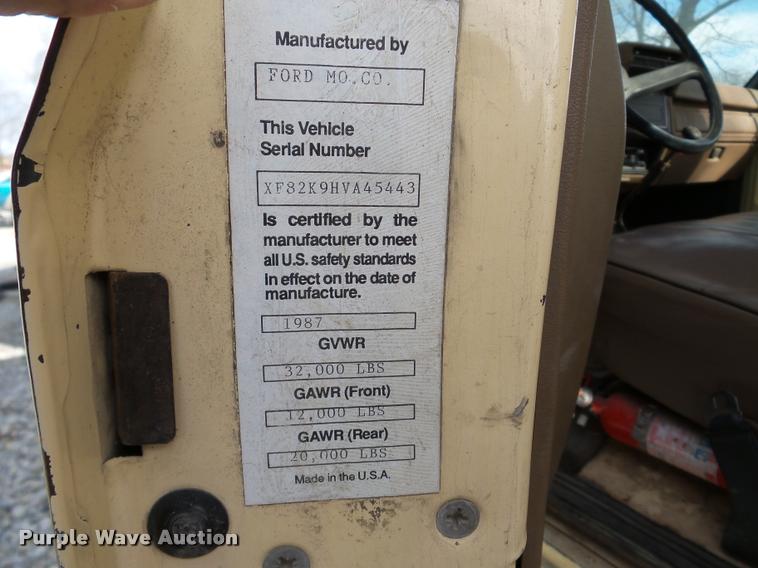 Manufactured by
FORD MO.CO.
This Vehicle
Serial Number
XF82K9HVA45443
Is certified by the
manufacturer to meet
all U.S. safety standards
In effect on the date of
manufacture.
1987
GVWR
32,000 LBS
GAWR (Front)
12,000 LBS
GAWR (Rear)
20,000 LBS
Made in the U.S.A.
Purple Wave Auction